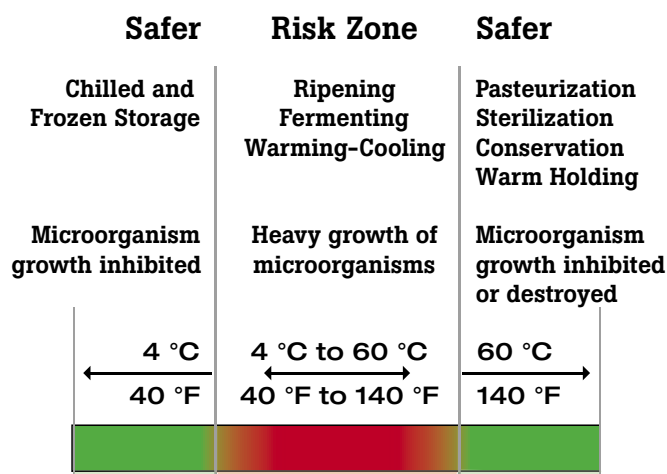 Safer
Risk Zone
Safer
Chilled and
Frozen Storage
Ripening
Fermenting
Warming-Cooling
Pasteurization
Sterilization
Conservation
Warm Holding
Microorganism
growth inhibited
Heavy growth of
microorganisms
Microorganism
growth inhibited
or destroyed
4 °C
40 °F
4 °C to 60 °C
40 °F to 140 °F
60 °C
140 °F